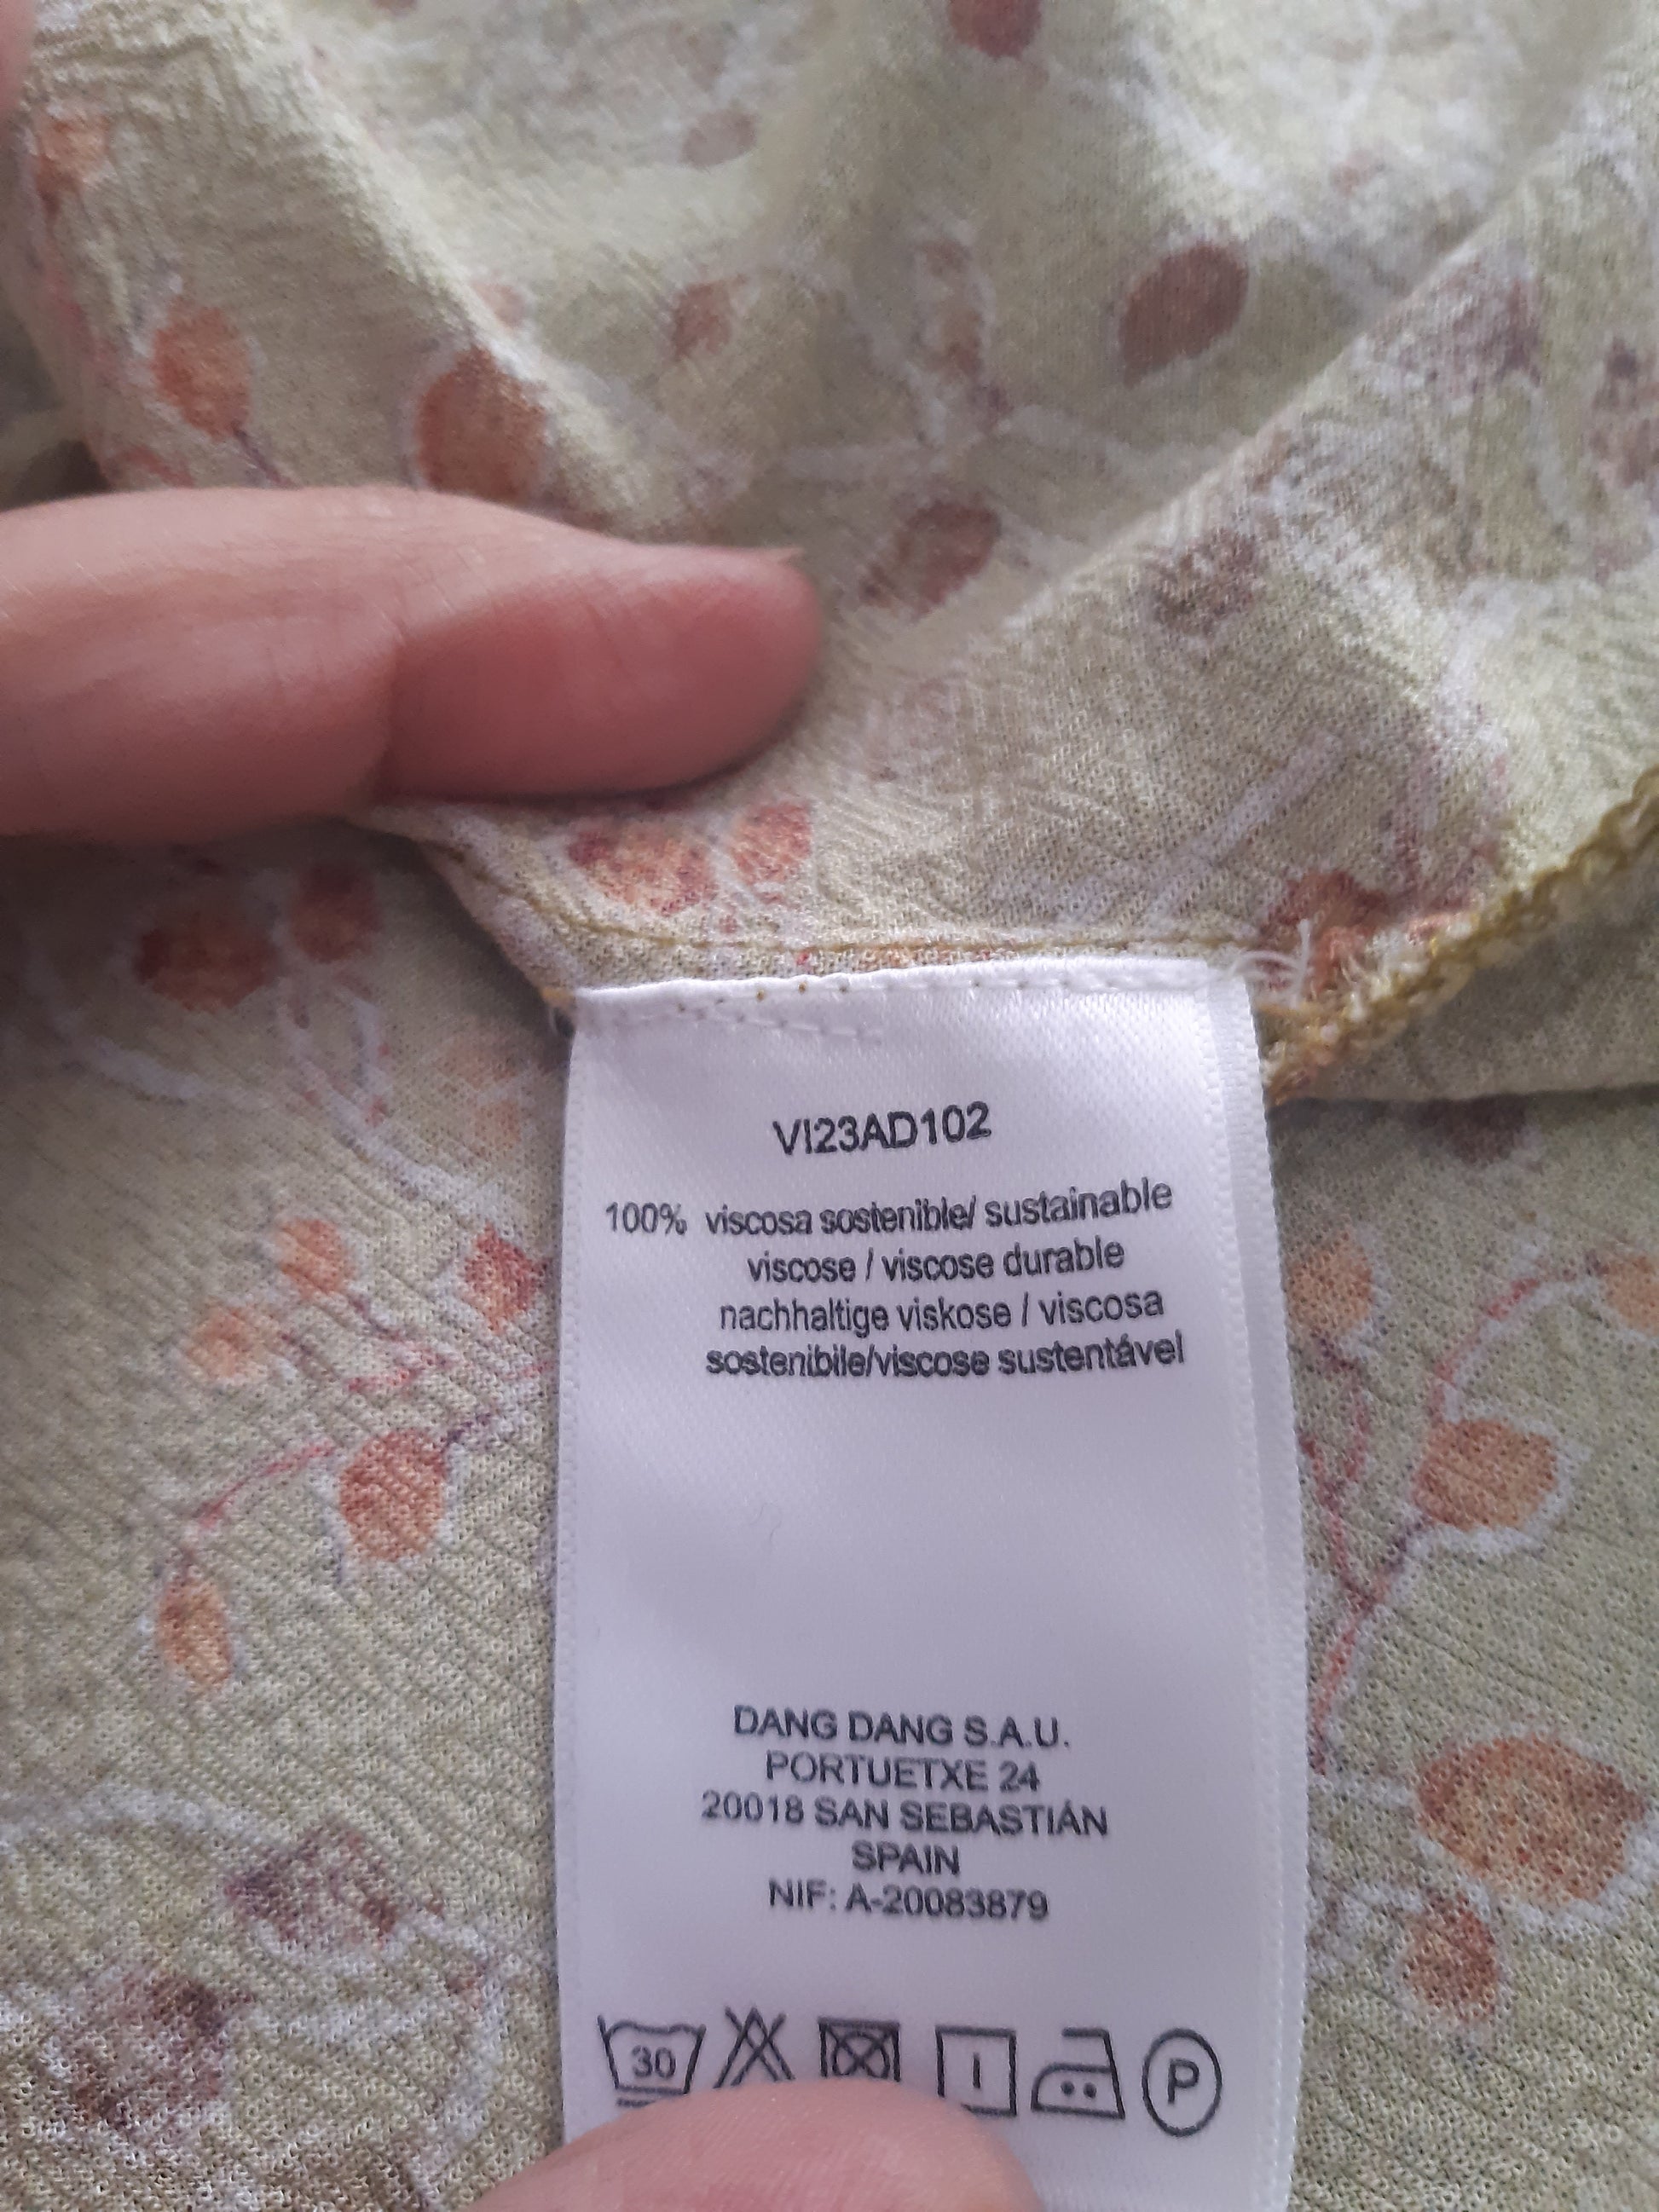 VI23AD102
100% viscosa sostenible/ sustainable
viscose / viscose durable
nachhaltige viskose / viscosa
sostenibile/viscose sustentável
DANG DANG S.A.U.
PORTUETXE 24
20018 SAN SEBASTIÁN
SPAIN
NIF: A-20083879
30 P